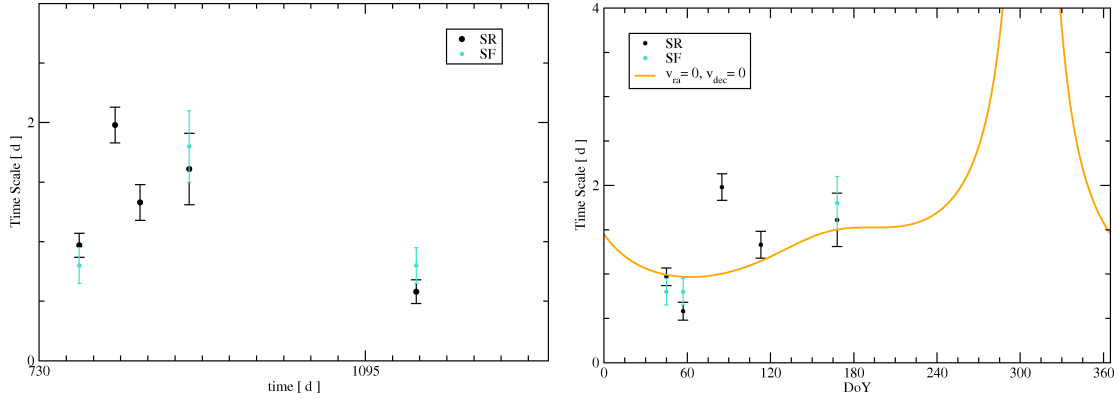 SR
SF
2
0
730
1095
Time Scale [ d ]
time [ d ]
SR
SF
v_ra= 0, v_dec= 0
4
2
0
0
60
120
180
240
300
360
Time Scale [ d ]
DoY